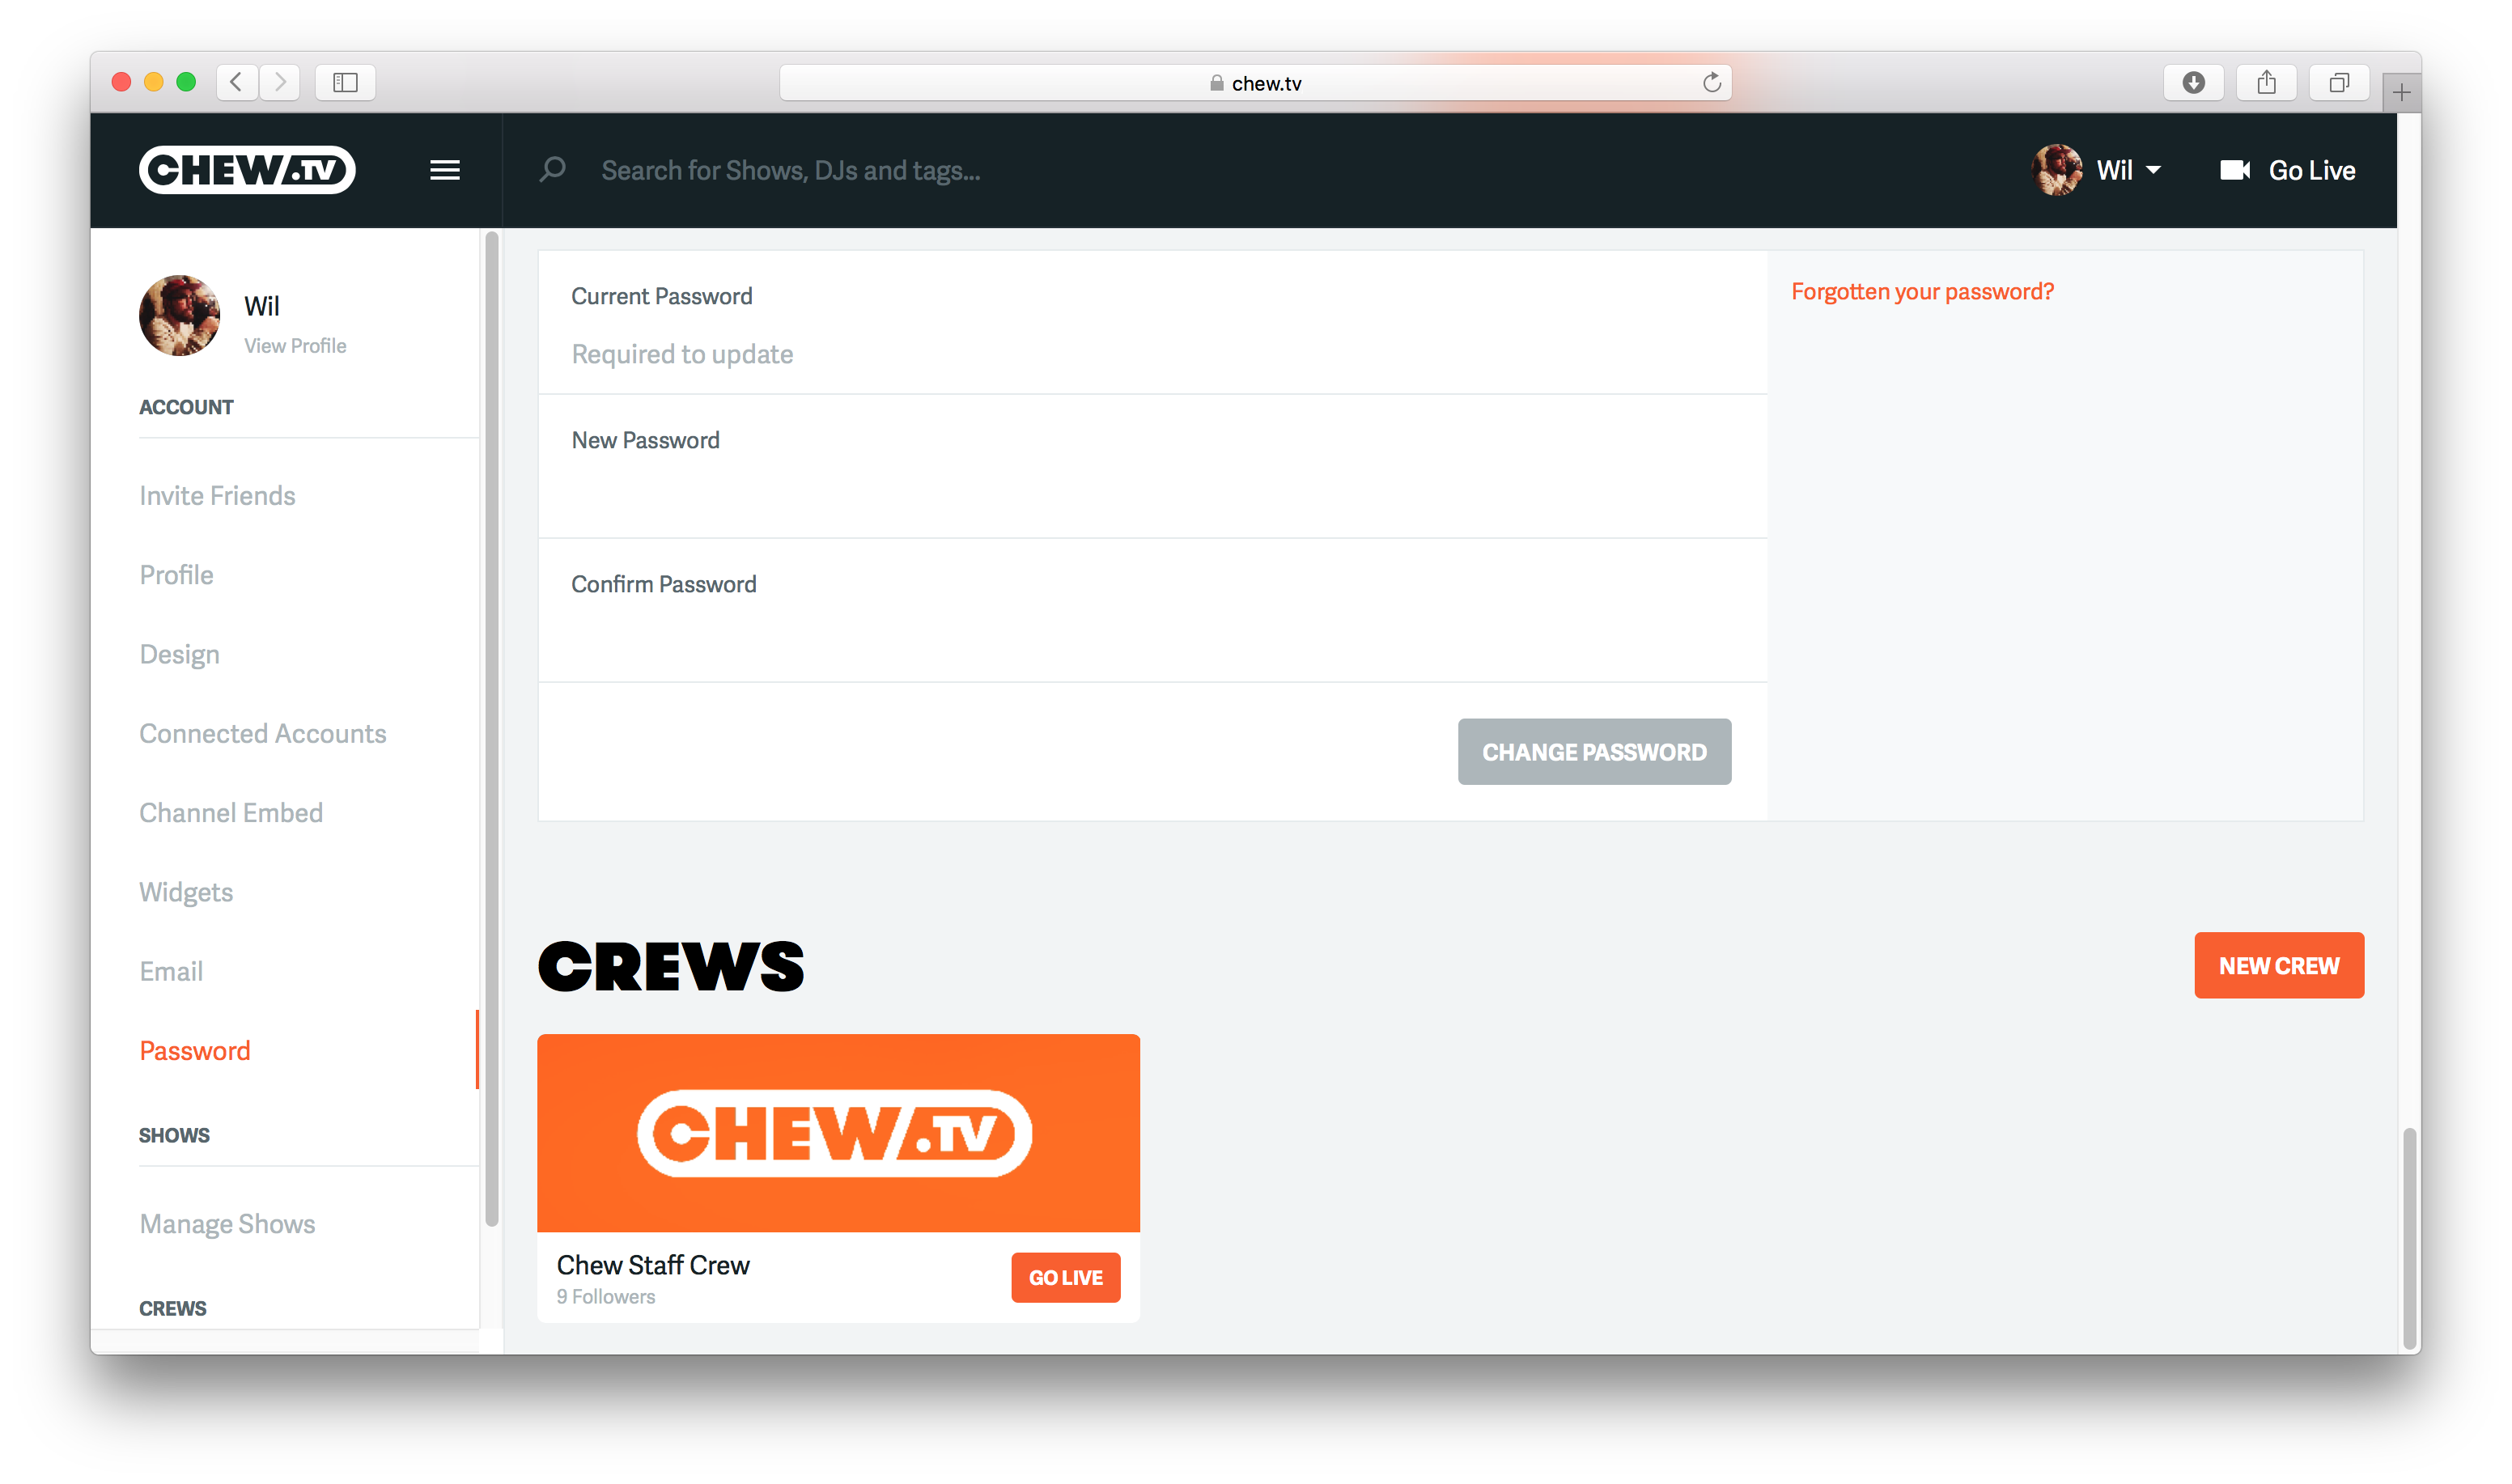 chew.tv
CHEW.TV
Search for Shows, DJs and tags...
Wil
Go Live
Wil
View Profile
ACCOUNT
Invite Friends
Profile
Design
Connected Accounts
Channel Embed
Widgets
Email
Password
SHOWS
Manage Shows
CREWS
Current Password
Required to update
Forgotten your password?
New Password
Confirm Password
CHANGE PASSWORD
CREWS
NEW CREW
CHEW.TV
Chew Staff Crew
9 Followers
GO LIVE